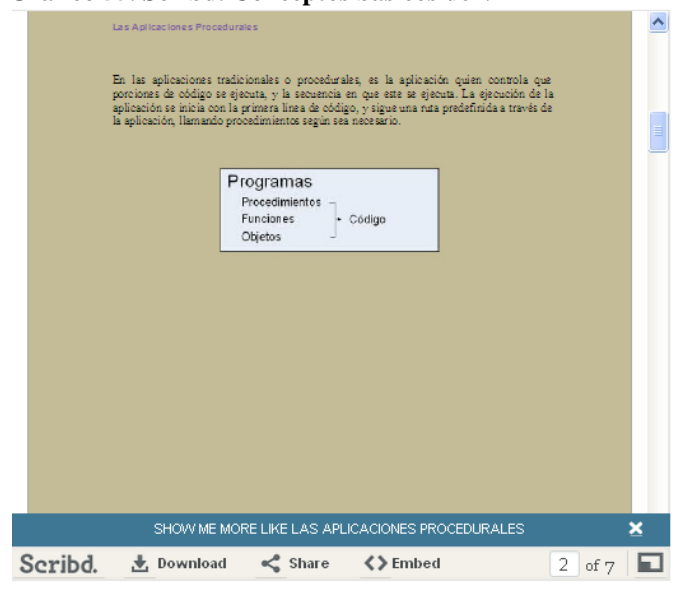 Las Aplicaciones Procedurales
En las aplicaciones tradicionales o procedurales, es la aplicación quien controla que
porciones de código se ejecuta, y la secuencia en que este se ejecuta. La ejecución de la
aplicación se inicia con la primera línea de código, y sigue una ruta predefinida a través de
la aplicación, llamando procedimientos según sea necesario.
Programas
Procedimientos
Funciones
Código
Objetos
SHOW ME MORE LIKE LAS APLICACIONES PROCEDURALES
Scribd. Download Share Embed 2 of 7